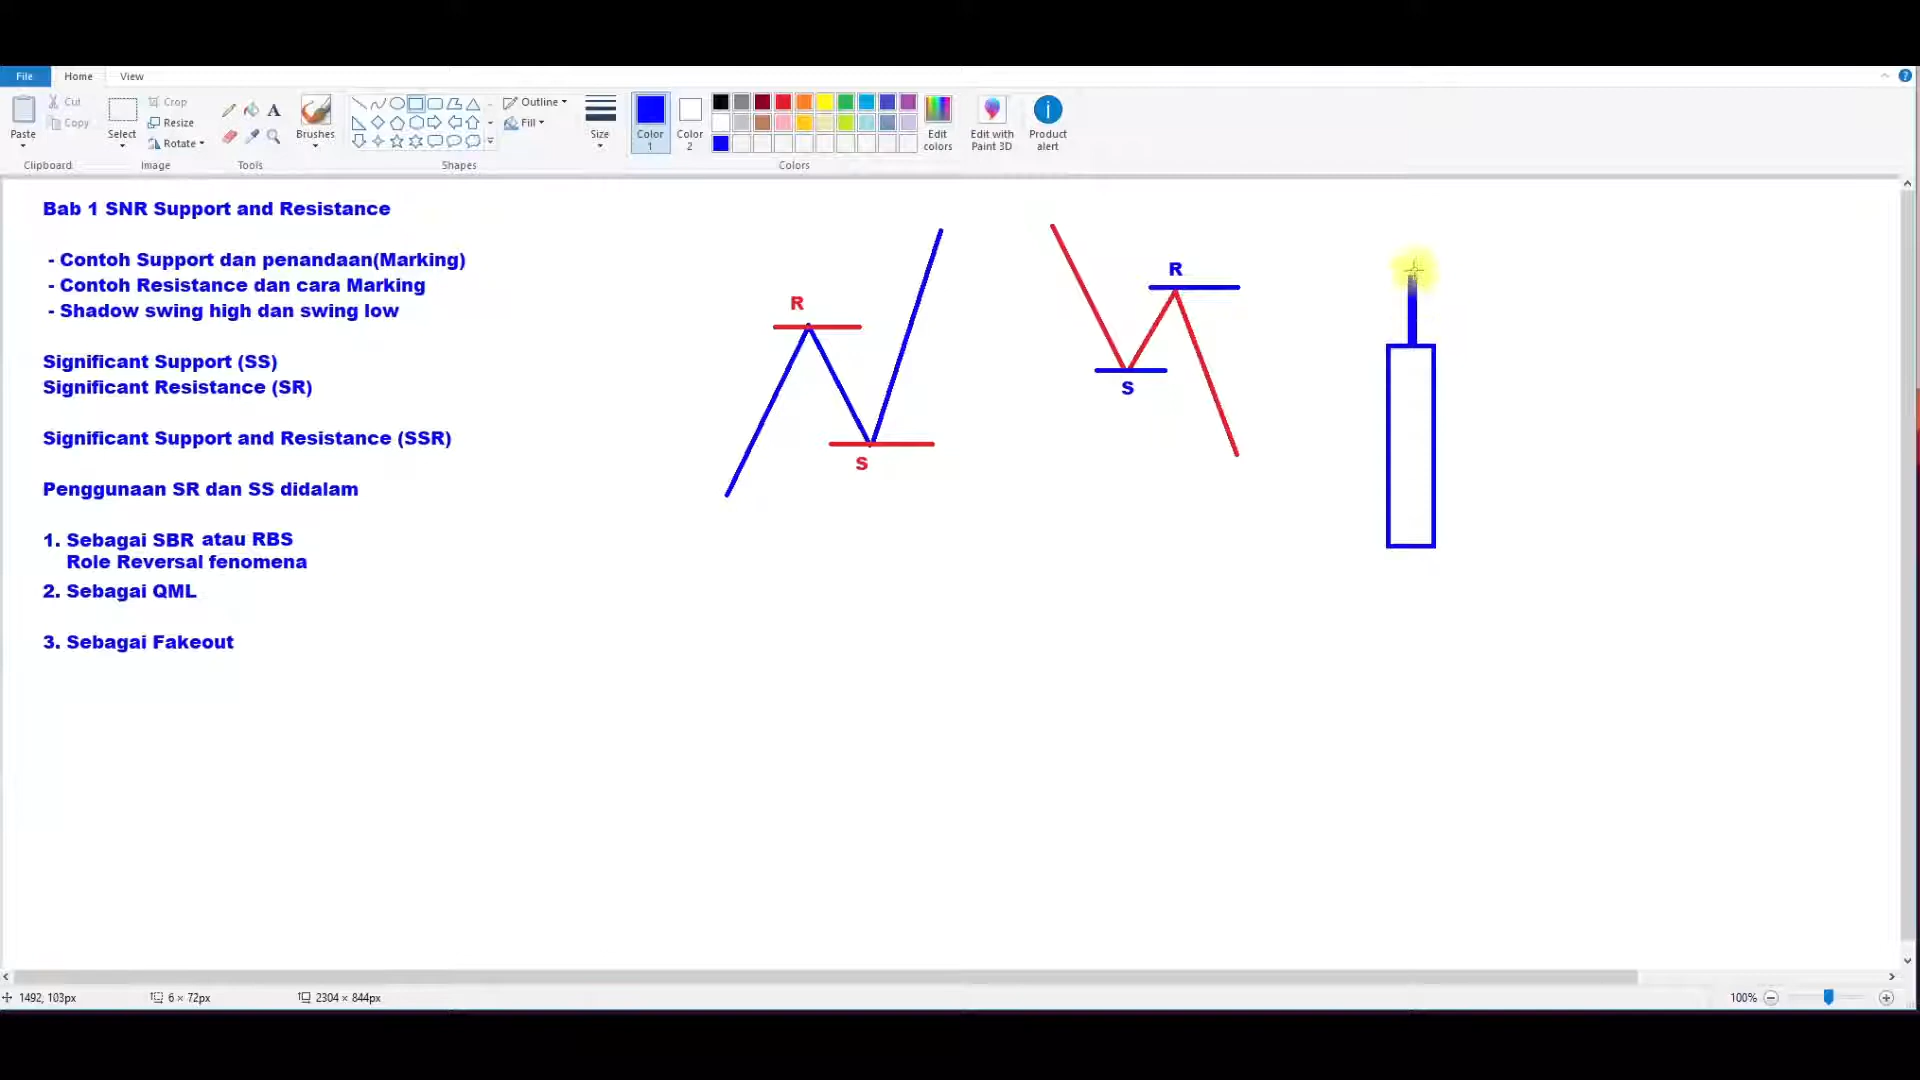 File Home View
Cut
Copy
Paste
Clipboard
Select
Crop
Resize
Rotate
Image
A
Tools
Brushes
Shapes
Outline
Fill
Size
Color 1
Color 2
Colors
Edit colors
Edit with Paint 3D
Product alert
Bab 1 SNR Support and Resistance
- Contoh Support dan penandaan(Marking)
- Contoh Resistance dan cara Marking
- Shadow swing high dan swing low
Significant Support (SS)
Significant Resistance (SR)
Significant Support and Resistance (SSR)
Penggunaan SR dan SS didalam
1. Sebagai SBR atau RBS
Role Reversal fenomena
2. Sebagai QML
3. Sebagai Fakeout
R
S
R
S
1492, 103px 6 × 72px 2304 × 844px 100%